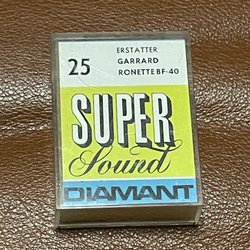 ERSTATTER
25 GARRARD
RONETTE BF-40
SUPER
Sound
DIAMANT